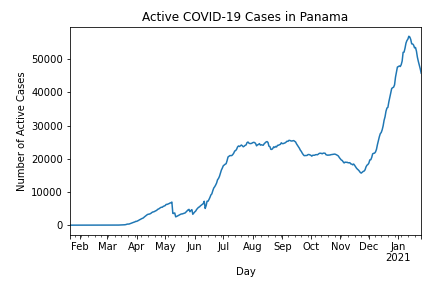 Active COVID-19 Cases in Panama
Number of Active Cases
50000
40000
30000
20000
10000
0
Feb Mar Apr May Jun Jul Aug Sep Oct Nov Dec Jan
2021
Day